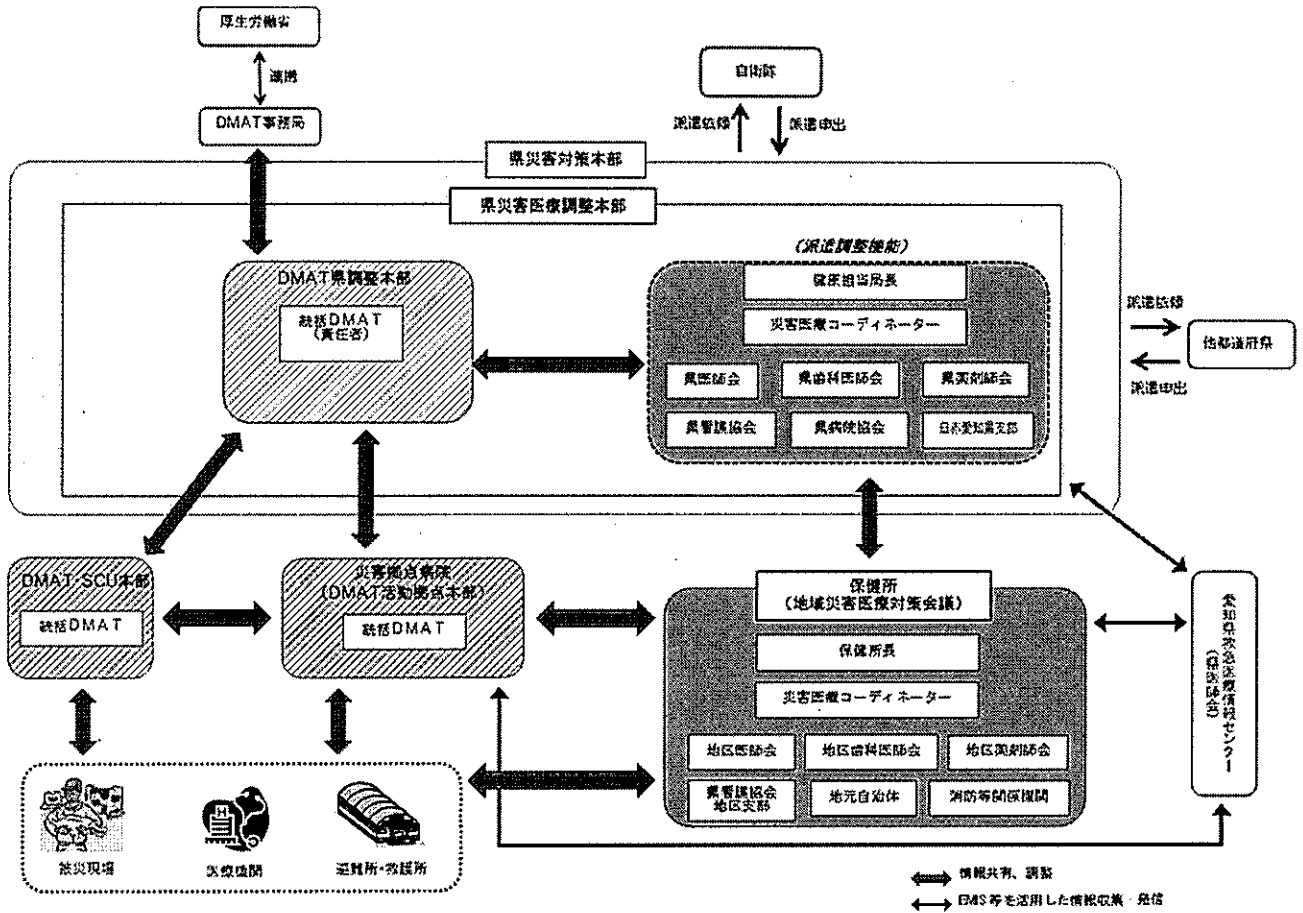 厚生労働省
連携
DMAT事務局
自衛隊
派遣依頼
派遣申出
県災害対策本部
県災害医療調整本部
(派遣調整機能)
DMAT県調整本部
統括DMAT
(責任者)
健康担当局長
災害医療コーディネーター
県医師会
県歯科医師会
県薬剤師会
県看護協会
県病院協会
日赤愛知県支部
派遣依頼
他都道府県
派遣申出
DMAT・SCU本部
統括DMAT
災害拠点病院
(DMAT活動拠点本部)
統括DMAT
保健所
(地域災害医療対策会議)
保健所長
災害医療コーディネーター
地区医師会
地区歯科医師会
地区薬剤師会
県看護協会
地区支部
地元自治体
消防等関係機関
愛知県救急医療情報センター
(県医師会)
被災現場
医療機関
避難所・救護所
情報共有、調整
EMIS等を活用した情報収集・発信